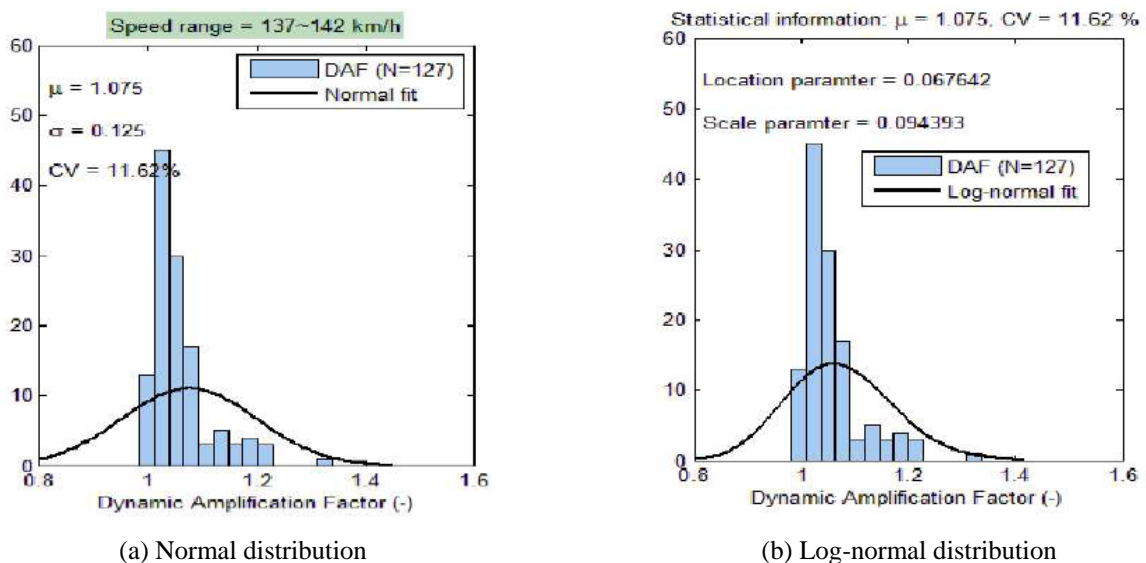 Speed range = 137~142 km/h
60
50
40
30
20
10
0
μ = 1.075
σ = 0.125
CV = 11.62%
DAF (N=127)
Normal fit
0.8 1 1.2 1.4 1.6
Dynamic Amplification Factor (-)
(a) Normal distribution
Statistical information: μ = 1.075, CV = 11.62 %
60
50
40
30
20
10
0
Location paramter = 0.067642
Scale paramter = 0.094393
DAF (N=127)
Log-normal fit
0.8 1 1.2 1.4 1.6
Dynamic Amplification Factor (-)
(b) Log-normal distribution